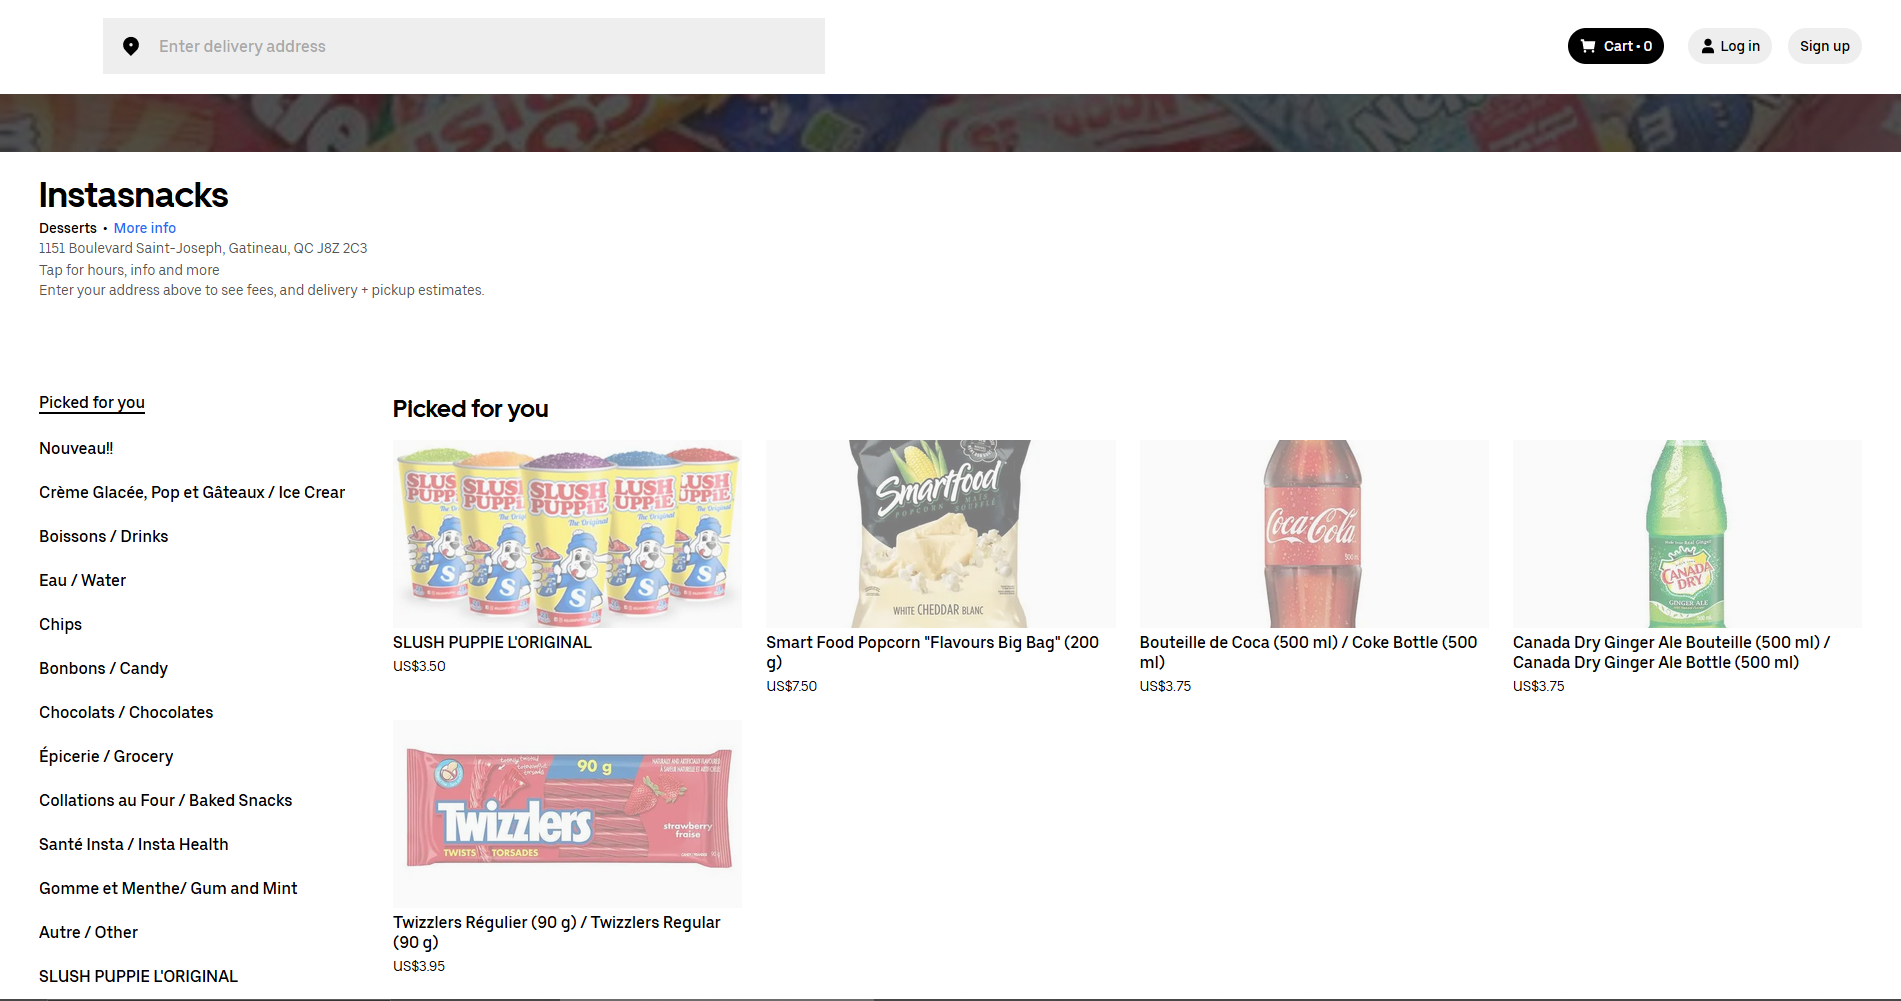 Enter delivery address
Cart • 0
Log in
Sign up
Instasnacks
Desserts • More info
1151 Boulevard Saint-Joseph, Gatineau, QC J8Z 2C3
Tap for hours, info and more
Enter your address above to see fees, and delivery + pickup estimates.
Picked for you
Nouveau!!
Crème Glacée, Pop et Gâteaux / Ice Crear
Boissons / Drinks
Eau / Water
Chips
Bonbons / Candy
Chocolats / Chocolates
Épicerie / Grocery
Collations au Four / Baked Snacks
Santé Insta / Insta Health
Gomme et Menthe/ Gum and Mint
Autre / Other
SLUSH PUPPIE L'ORIGINAL
Picked for you
SLUSH
PUPPiE
The Original
S
SLUSH PUPPIE L'ORIGINAL
US$3.50
Smartfood
POPCORN
WHITE CHEDDAR BLANC
Smart Food Popcorn "Flavours Big Bag" (200
g)
US$7.50
Coca-Cola
500 mL
Bouteille de Coca (500 ml) / Coke Bottle (500
ml)
US$3.75
CANADA
DRY
GINGER ALE
Canada Dry Ginger Ale Bouteille (500 ml) /
Canada Dry Ginger Ale Bottle (500 ml)
US$3.75
90 g
Twizzlers
strawberry
fraise
TWISTS TORSADES
Twizzlers Régulier (90 g) / Twizzlers Regular
(90 g)
US$3.95